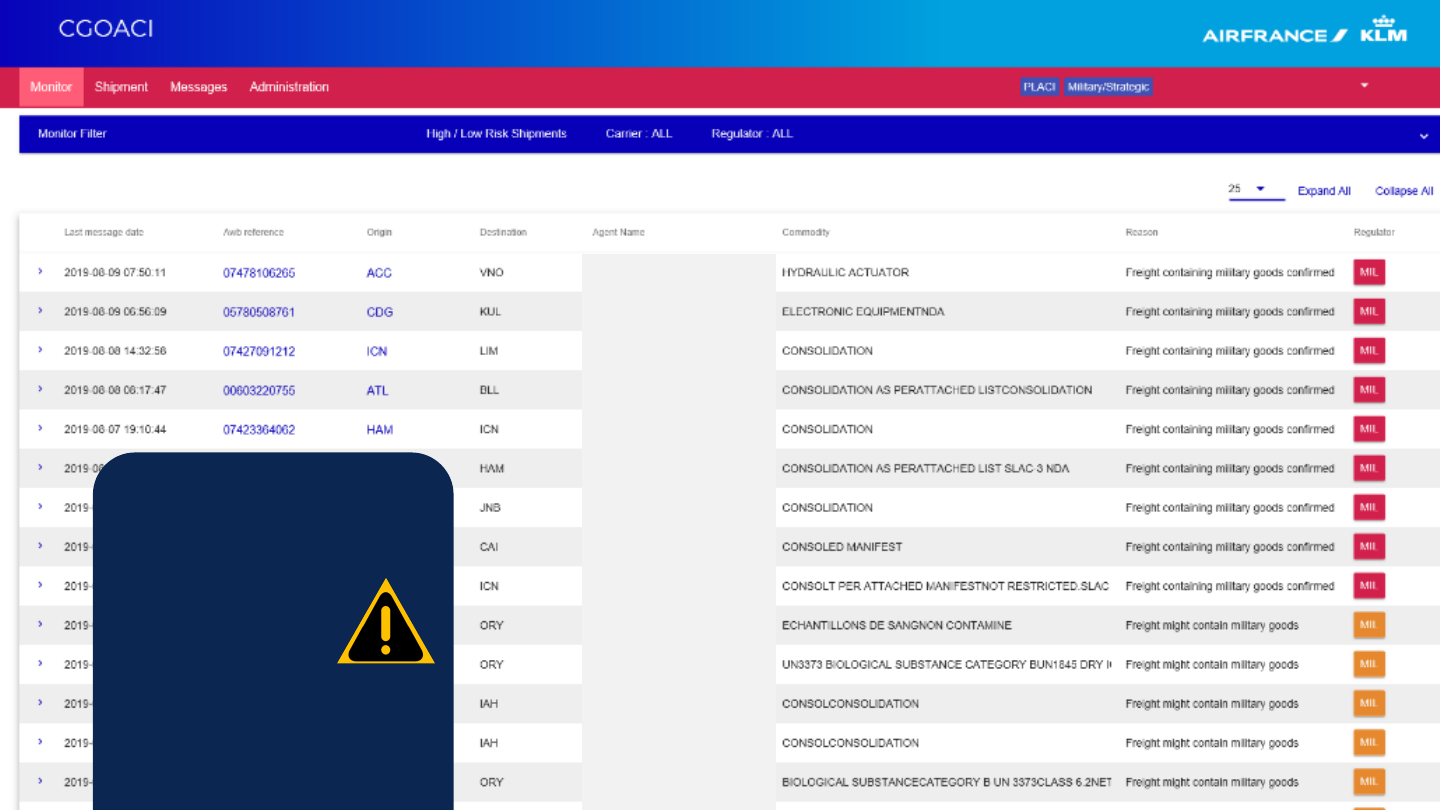 CGOACI
AIRFRANCE KLM
Monitor Shipment Messages Administration PLACI Military/Strategic
Monitor Filter High / Low Risk Shipments Carrier : ALL Regulator : ALL
25 Expand All Collapse All
Last message date Awb reference Origin Destination Agent Name Commodity Reason Regulator
2019-08-09 07:50:11 07478106265 ACC VNO HYDRAULIC ACTUATOR Freight containing military goods confirmed MIL
2019-08-09 06:56:09 05780508761 CDG KUL ELECTRONIC EQUIPMENTNDA Freight containing military goods confirmed MIL
2019-08-08 14:32:58 07427091212 ICN LIM CONSOLIDATION Freight containing military goods confirmed MIL
2019-08-08 08:17:47 00603220755 ATL BLL CONSOLIDATION AS PERATTACHED LISTCONSOLIDATION Freight containing military goods confirmed MIL
2019-08-07 19:10:44 07423364062 HAM ICN CONSOLIDATION Freight containing military goods confirmed MIL
2019-08 HAM CONSOLIDATION AS PERATTACHED LIST SLAC-3 NDA Freight containing military goods confirmed MIL
2019- JNB CONSOLIDATION Freight containing military goods confirmed MIL
2019- CAI CONSOLED MANIFEST Freight containing military goods confirmed MIL
2019- ICN CONSOLT PER ATTACHED MANIFESTNOT RESTRICTED.SLAC Freight containing military goods confirmed MIL
2019- ORY ECHANTILLONS DE SANGNON CONTAMINE Freight might contain military goods MIL
2019- ORY UN3373 BIOLOGICAL SUBSTANCE CATEGORY BUN1845 DRY Freight might contain military goods MIL
2019- IAH CONSOLCONSOLIDATION Freight might contain military goods MIL
2019- IAH CONSOLCONSOLIDATION Freight might contain military goods MIL
2019- ORY BIOLOGICAL SUBSTANCECATEGORY B UN 3373CLASS 6.2NET Freight might contain military goods MIL